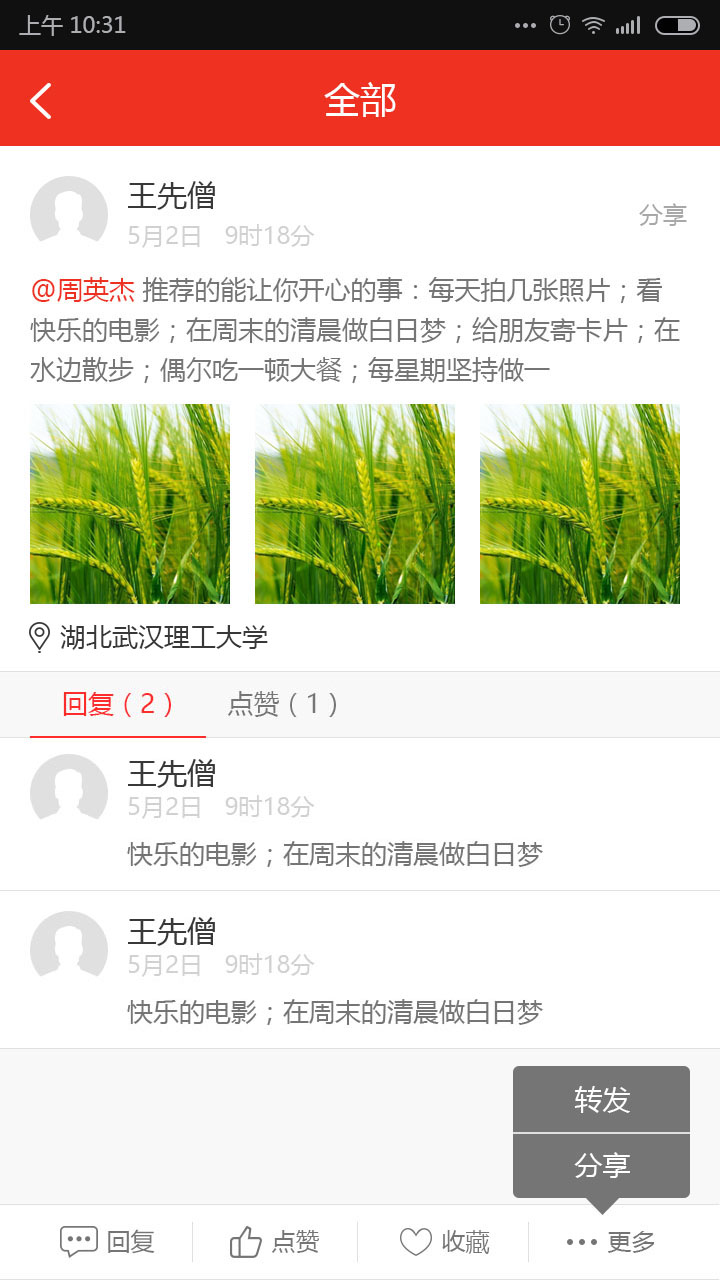 上午 10:31
全部
王先僧
5月2日 9时18分
分享
@周英杰 推荐的能让你开心的事：每天拍几张照片；看
快乐的电影；在周末的清晨做白日梦；给朋友寄卡片；在
水边散步；偶尔吃一顿大餐；每星期坚持做一
湖北武汉理工大学
回复（2） 点赞（1）
王先僧
5月2日 9时18分
快乐的电影；在周末的清晨做白日梦
王先僧
5月2日 9时18分
快乐的电影；在周末的清晨做白日梦
转发
分享
回复 点赞 收藏 更多